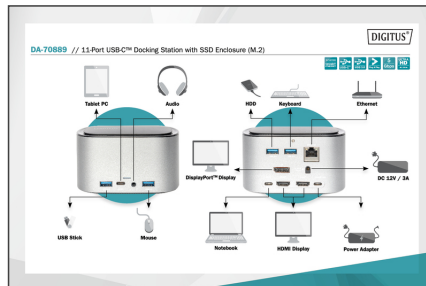 DIGITUS®
DA-70889 // 11-Port USB-C™ Docking Station with SSD Enclosure (M.2)
Tablet PC
Audio
HDD
Keyboard
Ethernet
DisplayPort™ Display
DC 12V / 3A
USB Stick
Mouse
Notebook
HDMI Display
Power Adapter